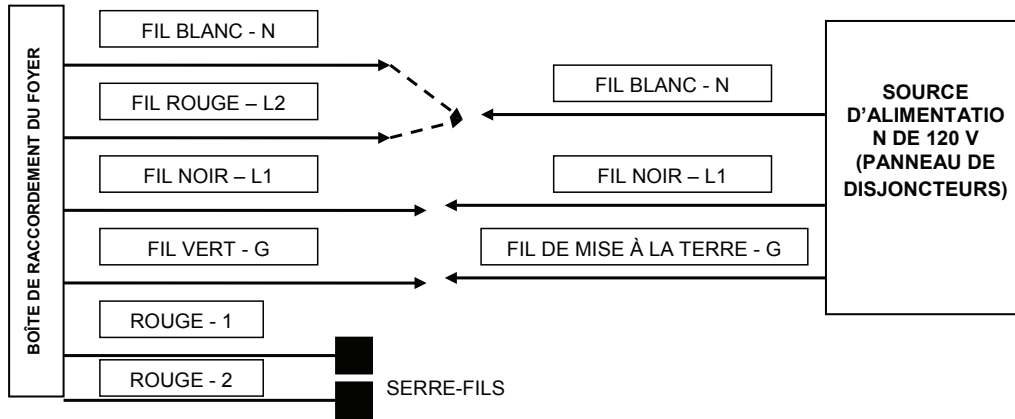 BOÎTE DE RACCORDEMENT DU FOYER
FIL BLANC - N
FIL ROUGE – L2
FIL NOIR – L1
FIL VERT - G
ROUGE - 1
ROUGE - 2
SERRE-FILS
FIL BLANC - N
FIL NOIR – L1
FIL DE MISE À LA TERRE - G
SOURCE
D'ALIMENTATIO
N DE 120 V
(PANNEAU DE
DISJONCTEURS)